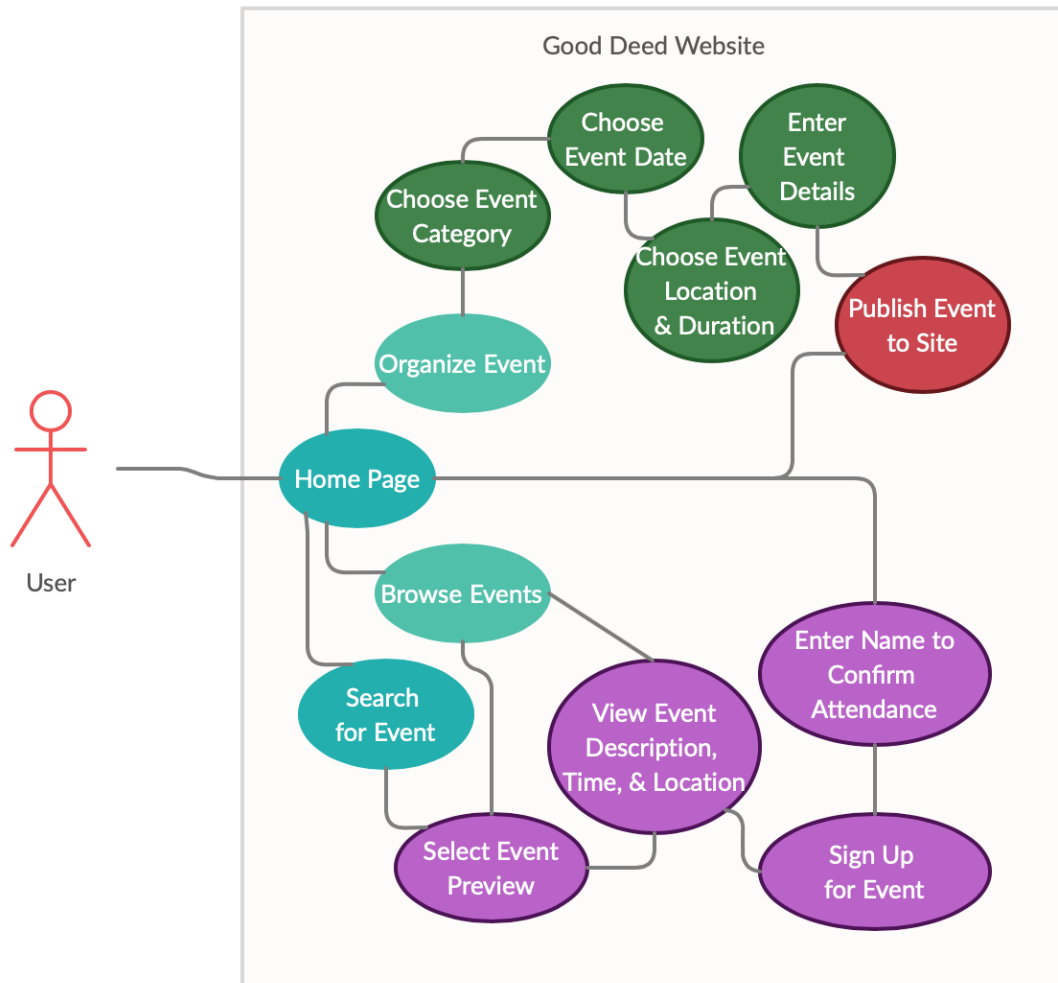 Good Deed Website
Choose
Event Date
Enter
Event
Details
Choose Event
Category
Choose Event
Location
& Duration
Publish Event
to Site
Organize Event
Home Page
User
Browse Events
Search
for Event
View Event
Description,
Time, & Location
Enter Name to
Confirm
Attendance
Select Event
Preview
Sign Up
for Event